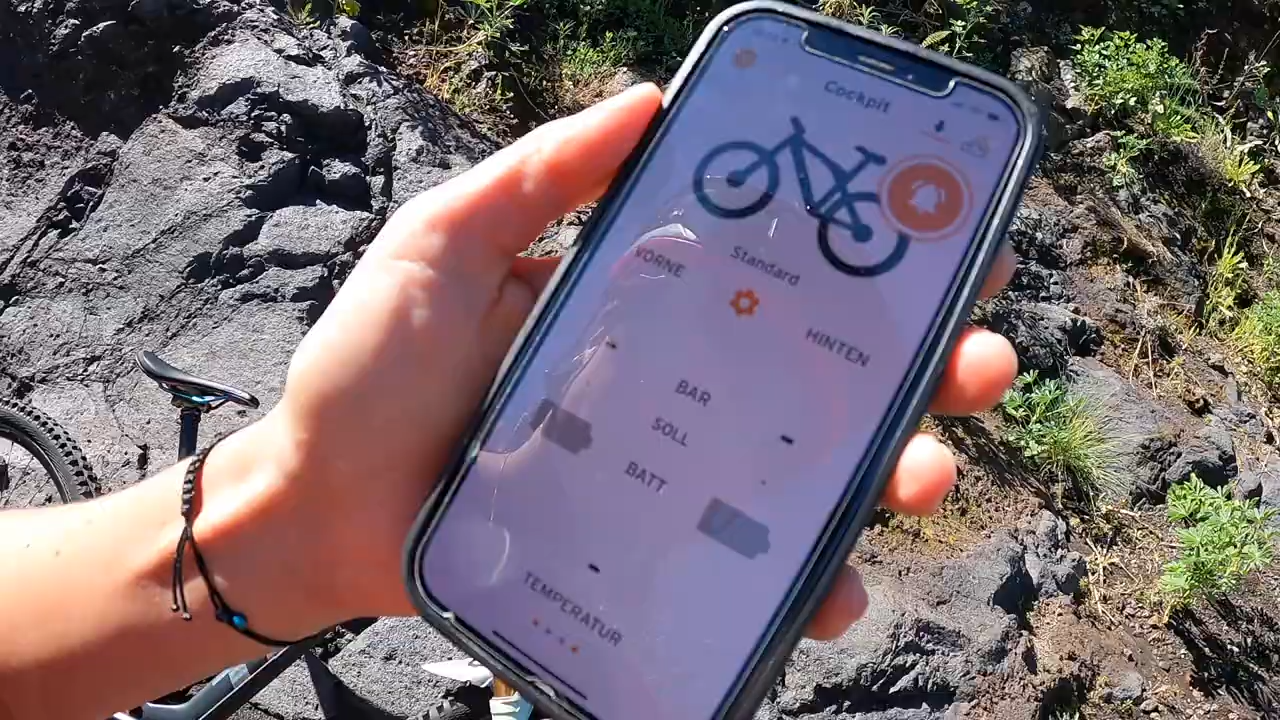 Cockpit
Standard
VORNE
HINTEN
BAR
SOLL
BATT
TEMPERATUR